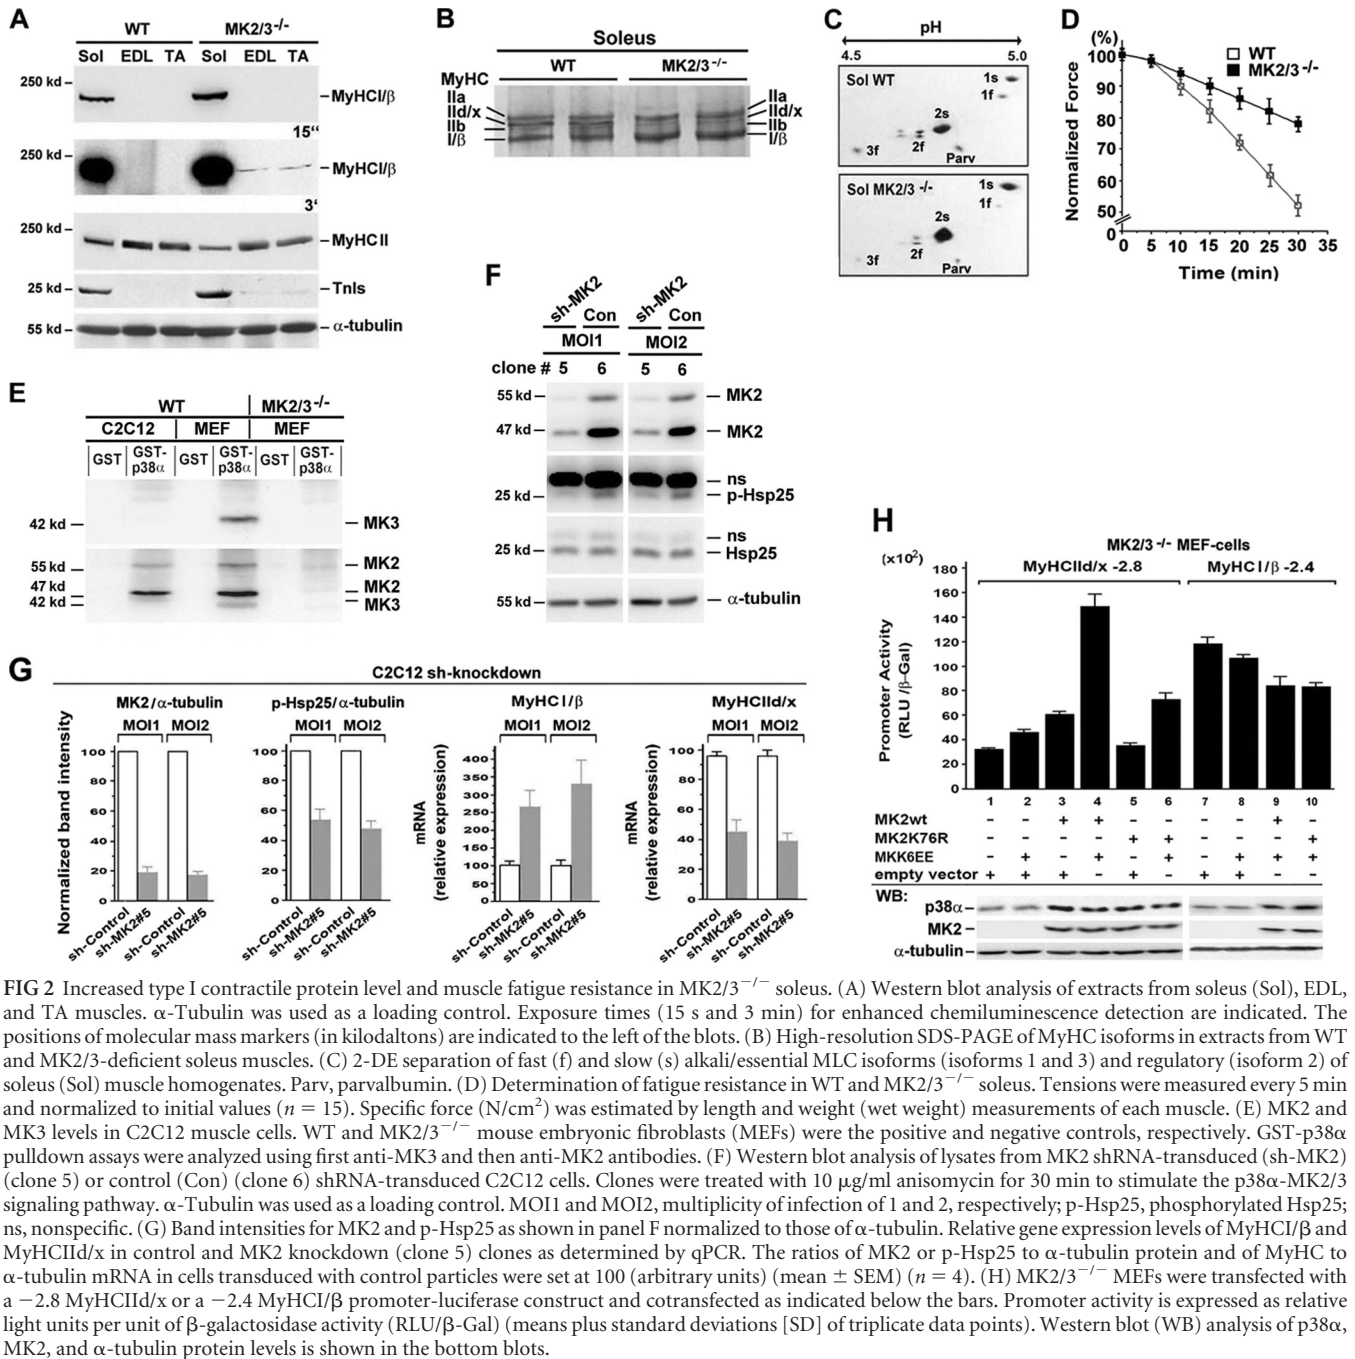 A
WT MK2/3-/-
Sol EDL TA Sol EDL TA
250 kd MyHCI/β
15"
250 kd MyHCI/β
3'
250 kd MyHC II
25 kd TnIs
55 kd α-tubulin
B
Soleus
WT MK2/3-/-
MyHC
IIa IIa
IId/x IId/x
IIb IIb
I/β I/β
C
pH
4.5 5.0
Sol WT 1s
1f
2s
3f 2f Parv
Sol MK2/3 -/- 1s
1f
2s
3f 2f
Parv
D
(%)
WT
MK2/3-/-
Normalized Force
100
90
80
70
60
50
0
0 5 10 15 20 25 30 35
Time (min)
E
WT MK2/3-/-
C2C12 MEF MEF
GST GST-p38α GST GST-p38α GST GST-p38α
42 kd MK3
55 kd MK2
47 kd MK2
42 kd MK3
F
sh-MK2 Con sh-MK2 Con
MOI1 MOI2
clone # 5 6 5 6
55 kd MK2
47 kd MK2
ns
25 kd p-Hsp25
ns
25 kd Hsp25
55 kd α-tubulin
G
C2C12 sh-knockdown
MK2/α-tubulin p-Hsp25/α-tubulin MyHC I/β MyHCIId/x
MOI1 MOI2 MOI1 MOI2 MOI1 MOI2 MOI1 MOI2
Normalized band intensity
100
80
60
40
20
0
100
80
60
40
20
0
mRNA
(relative expression)
400
350
300
250
200
150
100
50
0
mRNA
(relative expression)
100
80
60
40
20
0
sh-Control sh-MK2#5 sh-Control sh-MK2#5 sh-Control sh-MK2#5 sh-Control sh-MK2#5 sh-Control sh-MK2#5 sh-Control sh-MK2#5 sh-Control sh-MK2#5 sh-Control sh-MK2#5
H
MK2/3-/- MEF-cells
(x10²)
MyHCIId/x -2.8 MyHC I/β -2.4
Promoter Activity
(RLU /β-Gal)
180
160
140
120
100
80
60
40
20
0
1 2 3 4 5 6 7 8 9 10
MK2wt - - + + - - - - + -
MK2K76R - - - - + + - - - +
MKK6EE - + - + - + - + + +
empty vector + + + - + - + + - -
WB:
p38α
MK2
α-tubulin
FIG 2 Increased type I contractile protein level and muscle fatigue resistance in MK2/3−/− soleus. (A) Western blot analysis of extracts from soleus (Sol), EDL,
and TA muscles. α-Tubulin was used as a loading control. Exposure times (15 s and 3 min) for enhanced chemiluminescence detection are indicated. The
positions of molecular mass markers (in kilodaltons) are indicated to the left of the blots. (B) High-resolution SDS-PAGE of MyHC isoforms in extracts from WT
and MK2/3-deficient soleus muscles. (C) 2-DE separation of fast (f) and slow (s) alkali/essential MLC isoforms (isoforms 1 and 3) and regulatory (isoform 2) of
soleus (Sol) muscle homogenates. Parv, parvalbumin. (D) Determination of fatigue resistance in WT and MK2/3−/− soleus. Tensions were measured every 5 min
and normalized to initial values (n = 15). Specific force (N/cm²) was estimated by length and weight (wet weight) measurements of each muscle. (E) MK2 and
MK3 levels in C2C12 muscle cells. WT and MK2/3−/− mouse embryonic fibroblasts (MEFs) were the positive and negative controls, respectively. GST-p38α
pulldown assays were analyzed using first anti-MK3 and then anti-MK2 antibodies. (F) Western blot analysis of lysates from MK2 shRNA-transduced (sh-MK2)
(clone 5) or control (Con) (clone 6) shRNA-transduced C2C12 cells. Clones were treated with 10 μg/ml anisomycin for 30 min to stimulate the p38α-MK2/3
signaling pathway. α-Tubulin was used as a loading control. MOI1 and MOI2, multiplicity of infection of 1 and 2, respectively; p-Hsp25, phosphorylated Hsp25;
ns, nonspecific. (G) Band intensities for MK2 and p-Hsp25 as shown in panel F normalized to those of α-tubulin. Relative gene expression levels of MyHCI/β and
MyHCIId/x in control and MK2 knockdown (clone 5) clones as determined by qPCR. The ratios of MK2 or p-Hsp25 to α-tubulin protein and of MyHC to
α-tubulin mRNA in cells transduced with control particles were set at 100 (arbitrary units) (mean ± SEM) (n = 4). (H) MK2/3−/− MEFs were transfected with
a −2.8 MyHCIId/x or a −2.4 MyHCI/β promoter-luciferase construct and cotransfected as indicated below the bars. Promoter activity is expressed as relative
light units per unit of β-galactosidase activity (RLU/β-Gal) (means plus standard deviations [SD] of triplicate data points). Western blot (WB) analysis of p38α,
MK2, and α-tubulin protein levels is shown in the bottom blots.